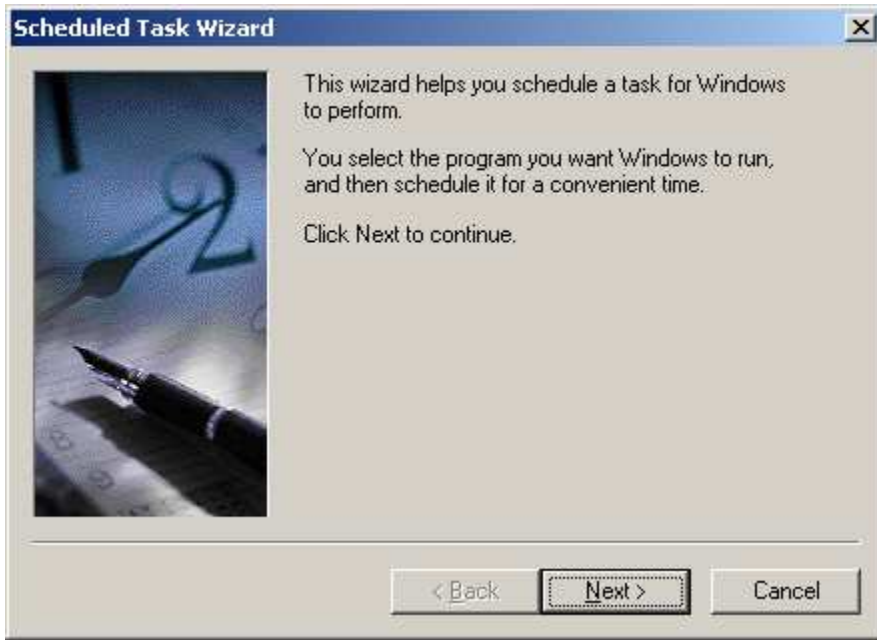 Scheduled Task Wizard
This wizard helps you schedule a task for Windows
to perform.
You select the program you want Windows to run,
and then schedule it for a convenient time.
Click Next to continue.
2
< Back Next > Cancel